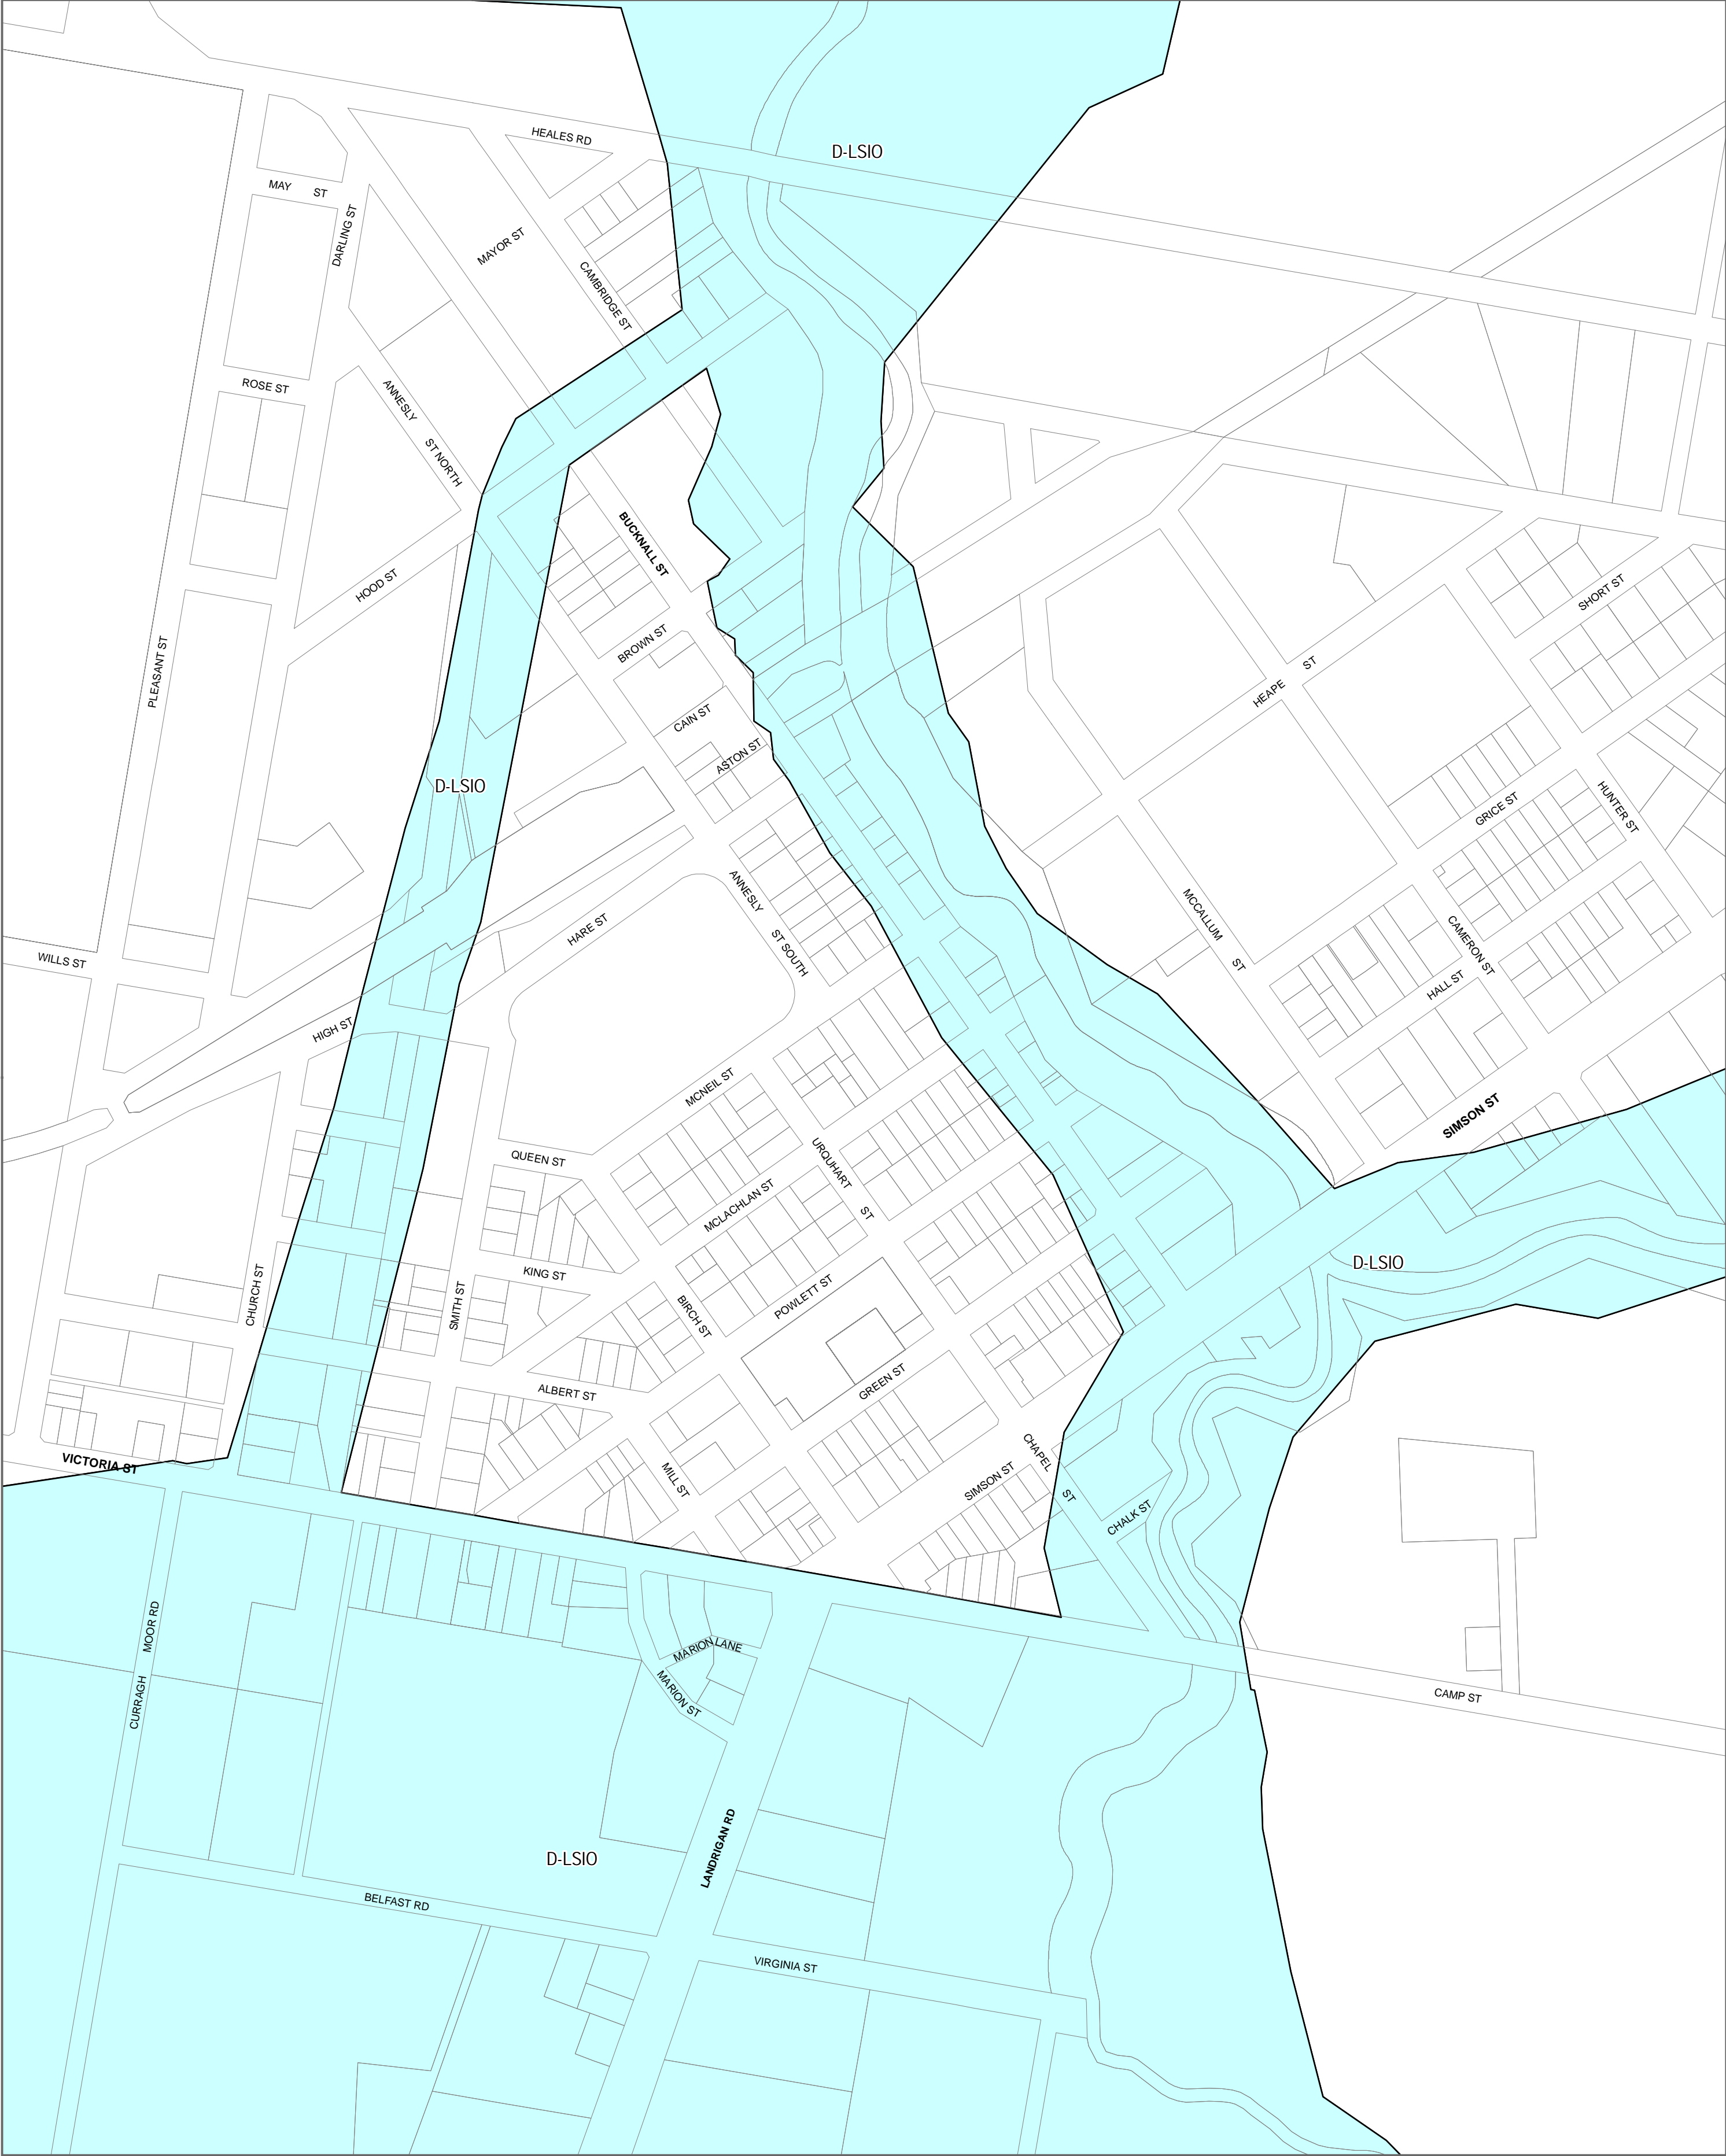 HEALES RD
D-LSIO
MAY ST
DARLING ST
MAYOR ST
CAMBRIDGE ST
ROSE ST
ANNESLY ST NORTH
BUCKNALL ST
HOOD ST
SHORT ST
BROWN ST
PLEASANT ST
HEAPE ST
CAIN ST
ASTON ST
D-LSIO
GRICE ST
HUNTER ST
ANNESLY ST SOUTH
MCCALLUM ST
HARE ST
CAMERON ST
WILLS ST
HALL ST
HIGH ST
MCNEIL ST
SIMSON ST
QUEEN ST
URQUHART ST
MCLACHLAN ST
D-LSIO
KING ST
CHURCH ST
SMITH ST
POWLETT ST
BIRCH ST
GREEN ST
ALBERT ST
VICTORIA ST
MILL ST
CHAPEL ST
SIMSON ST
CHALK ST
CURRAGH MOOR RD
MARION LANE
MARION ST
CAMP ST
LANDRIGAN RD
D-LSIO
BELFAST RD
VIRGINIA ST